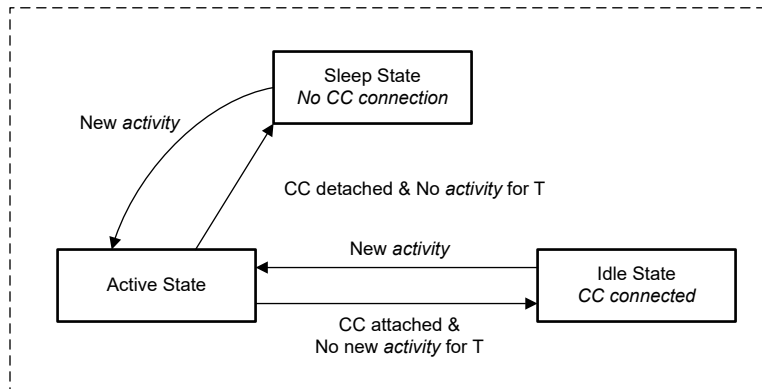 Sleep State
No CC connection
New activity
CC detached & No activity for T
New activity
Active State
Idle State
CC connected
CC attached &
No new activity for T